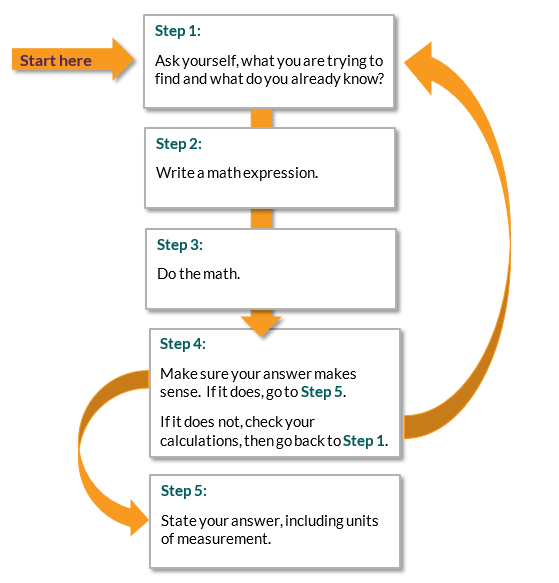 Start here
Step 1:
Ask yourself, what you are trying to
find and what do you already know?
Step 2:
Write a math expression.
Step 3:
Do the math.
Step 4:
Make sure your answer makes
sense.  If it does, go to Step 5.
If it does not, check your
calculations, then go back to Step 1.
Step 5:
State your answer, including units
of measurement.